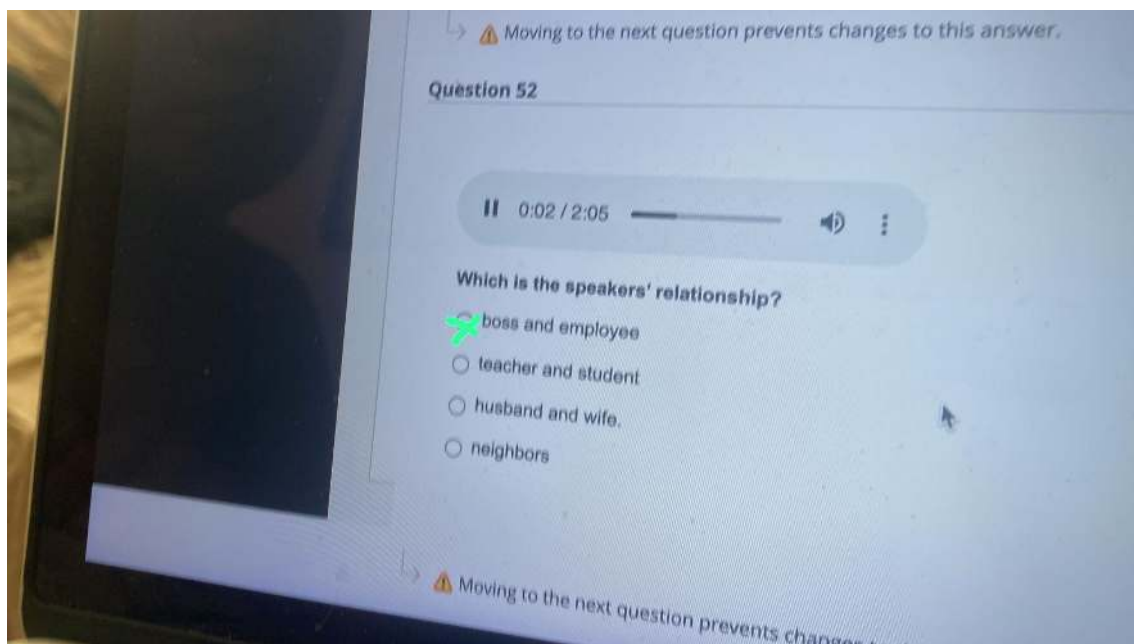 Moving to the next question prevents changes to this answer.
Question 52
0:02 / 2:05
Which is the speakers' relationship?
boss and employee
teacher and student
husband and wife.
neighbors
Moving to the next question prevents changes